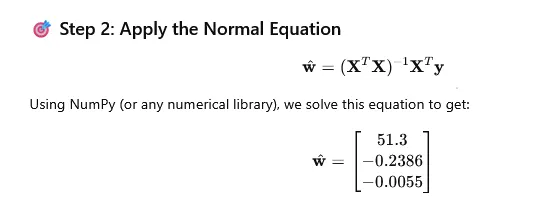 🎯 Step 2: Apply the Normal Equation
ŵ = (XᵀX)⁻¹Xᵀy
Using NumPy (or any numerical library), we solve this equation to get:
51.3
ŵ = −0.2386
−0.0055